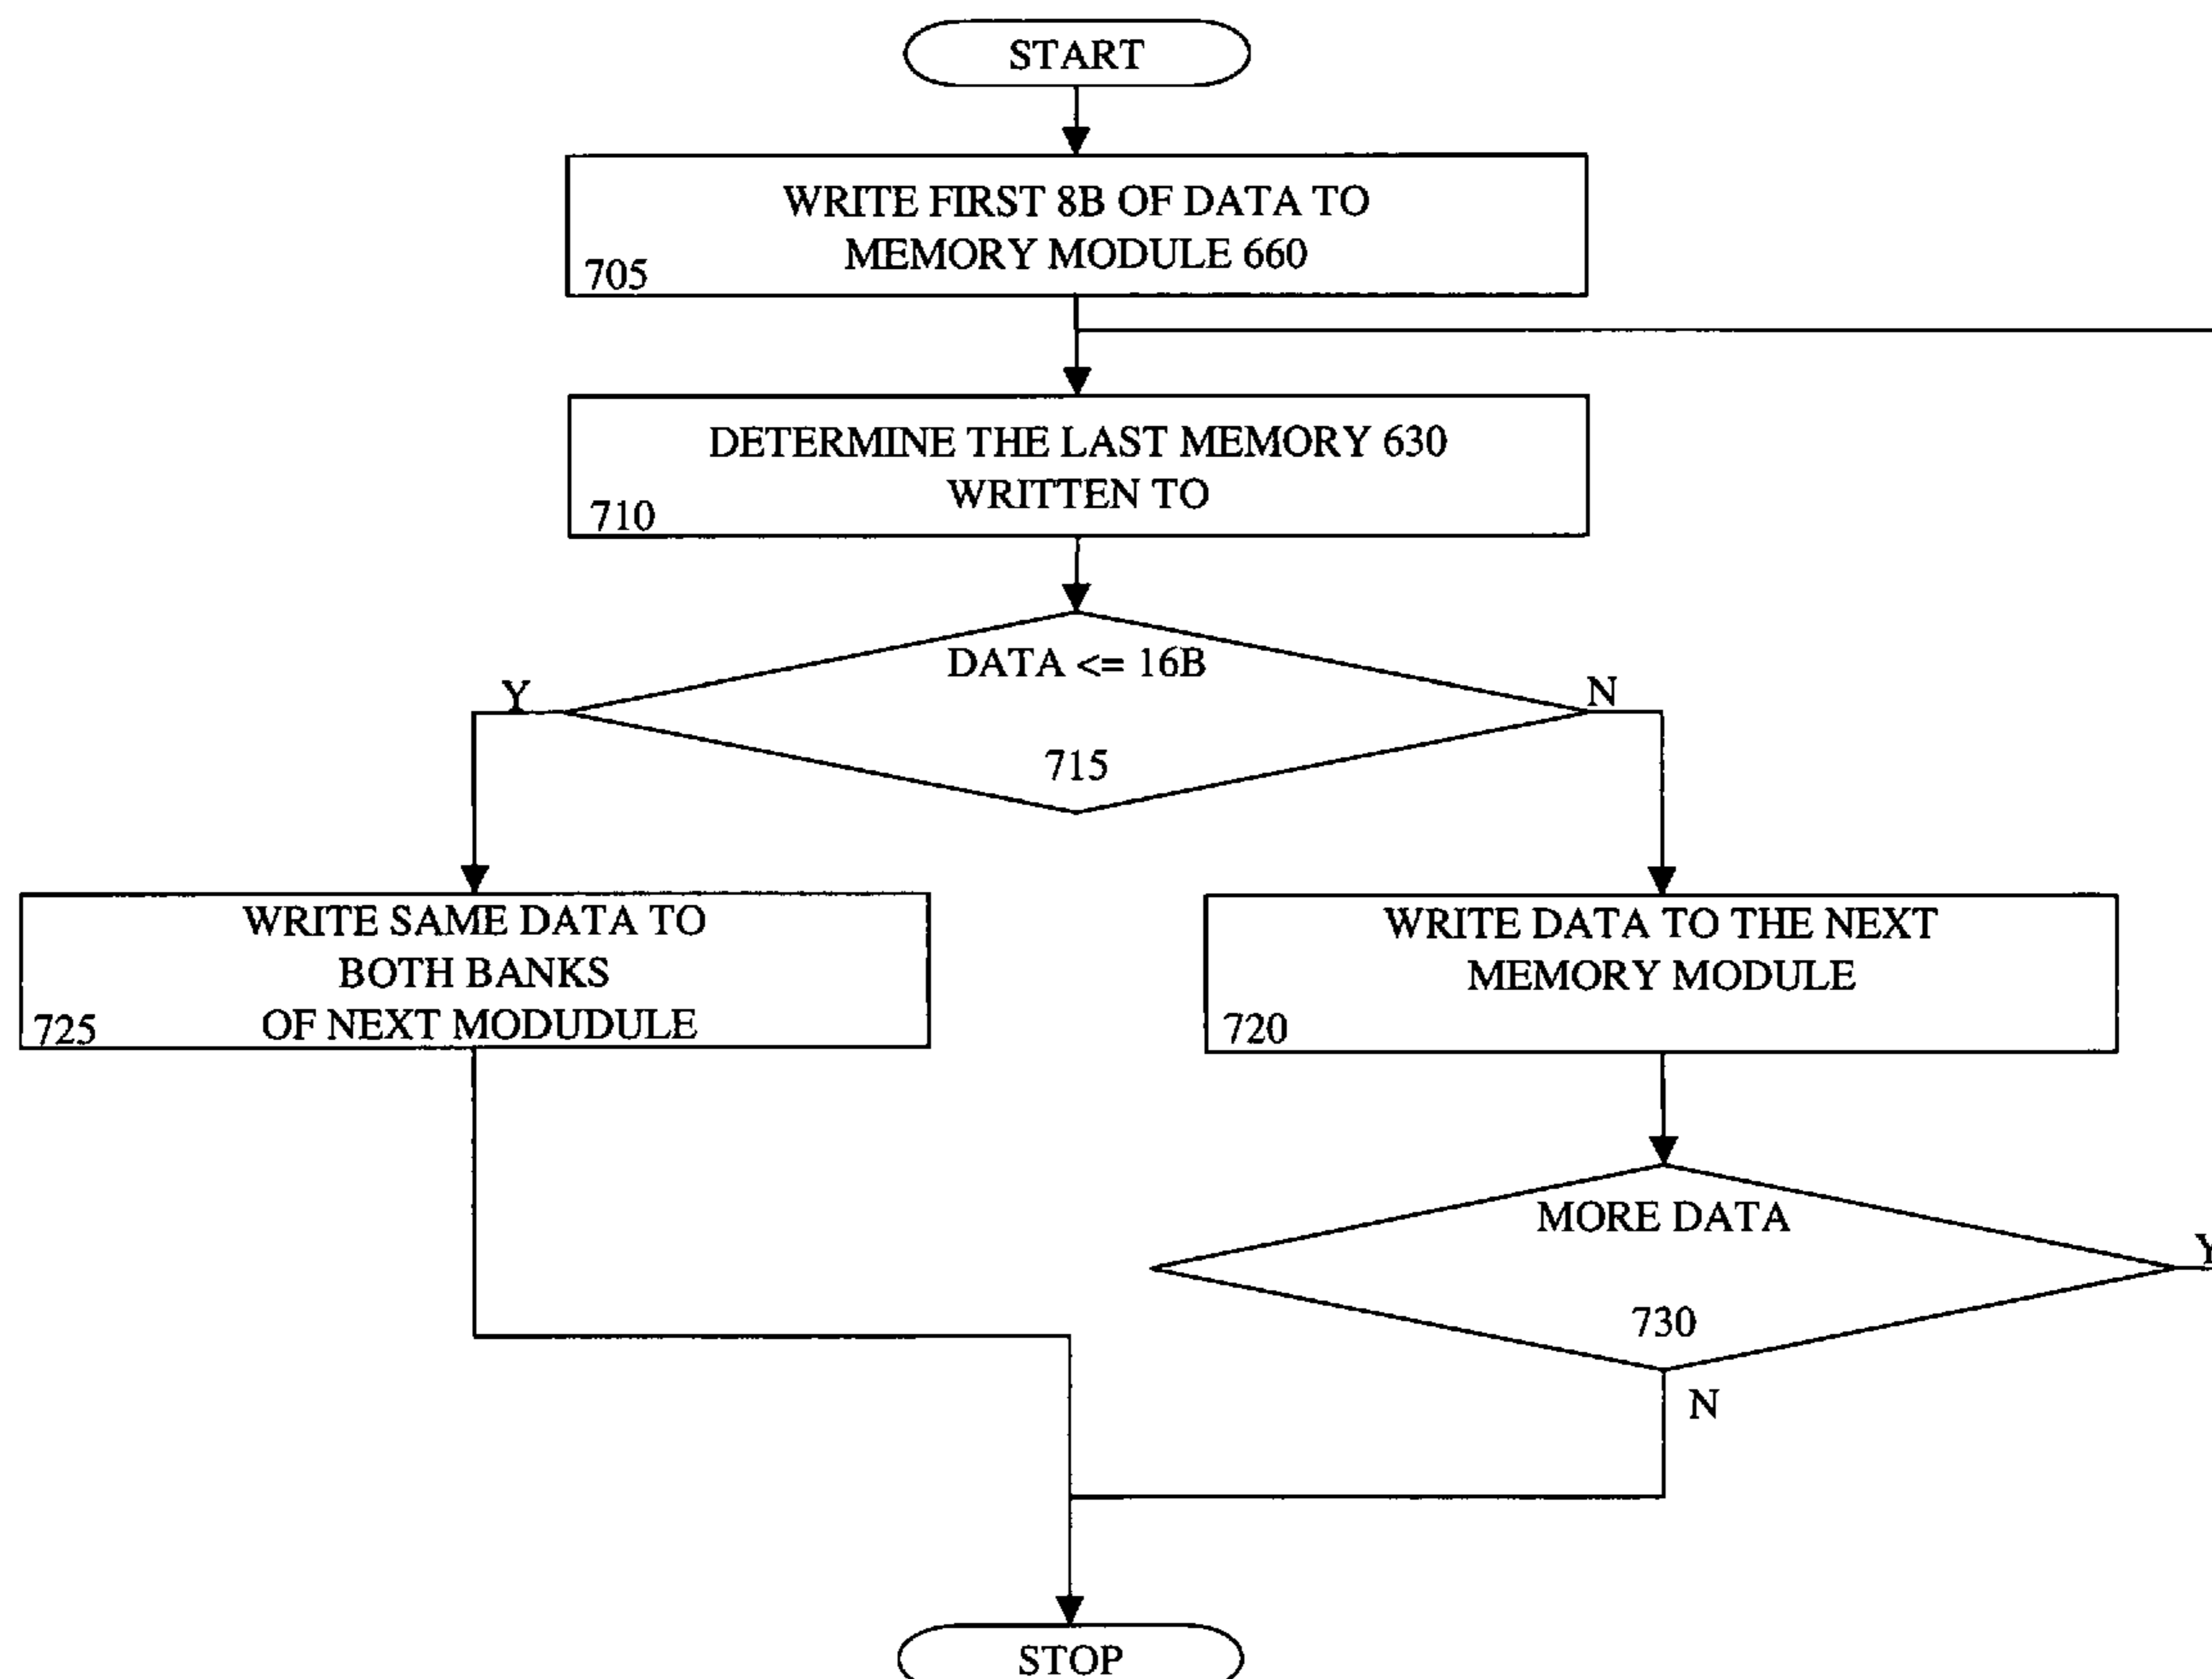 START
WRITE FIRST 8B OF DATA TO
MEMORY MODULE 660
705
DETERMINE THE LAST MEMORY 630
WRITTEN TO
710
DATA <= 16B
Y
N
715
WRITE SAME DATA TO
BOTH BANKS
OF NEXT MODUDULE
725
WRITE DATA TO THE NEXT
MEMORY MODULE
720
MORE DATA
Y
730
N
STOP